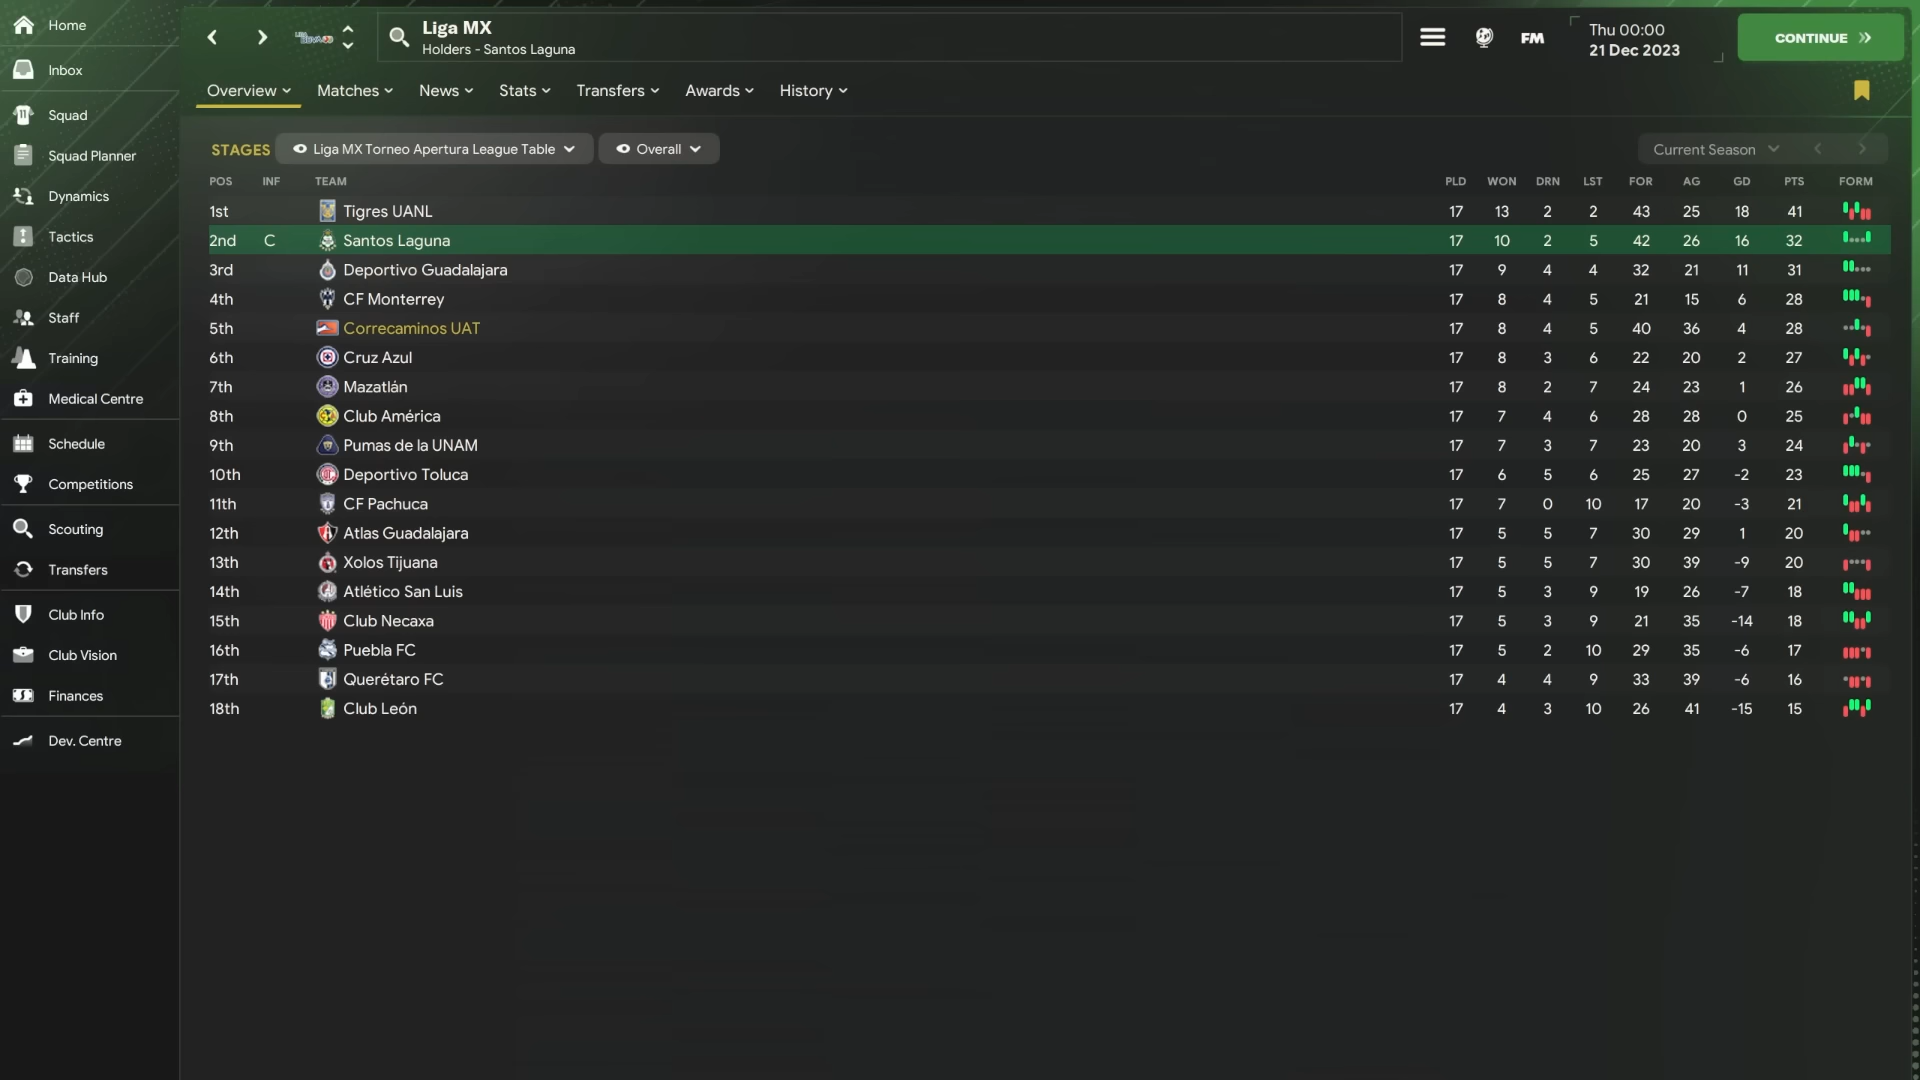 Home
Inbox
Squad
Squad Planner
Dynamics
Tactics
Data Hub
Staff
Training
Medical Centre
Schedule
Competitions
Scouting
Transfers
Club Info
Club Vision
Finances
Dev. Centre
Liga MX
Holders - Santos Laguna
FM
Thu 00:00
21 Dec 2023
CONTINUE
Overview Matches News Stats Transfers Awards History
STAGES Liga MX Torneo Apertura League Table Overall Current Season
POS INF TEAM PLD WON DRN LST FOR AG GD PTS FORM
1st Tigres UANL 17 13 2 2 43 25 18 41
2nd C Santos Laguna 17 10 2 5 42 26 16 32
3rd Deportivo Guadalajara 17 9 4 4 32 21 11 31
4th CF Monterrey 17 8 4 5 21 15 6 28
5th Correcaminos UAT 17 8 4 5 40 36 4 28
6th Cruz Azul 17 8 3 6 22 20 2 27
7th Mazatlán 17 8 2 7 24 23 1 26
8th Club América 17 7 4 6 28 28 0 25
9th Pumas de la UNAM 17 7 3 7 23 20 3 24
10th Deportivo Toluca 17 6 5 6 25 27 -2 23
11th CF Pachuca 17 7 0 10 17 20 -3 21
12th Atlas Guadalajara 17 5 5 7 30 29 1 20
13th Xolos Tijuana 17 5 5 7 30 39 -9 20
14th Atlético San Luis 17 5 3 9 19 26 -7 18
15th Club Necaxa 17 5 3 9 21 35 -14 18
16th Puebla FC 17 5 2 10 29 35 -6 17
17th Querétaro FC 17 4 4 9 33 39 -6 16
18th Club León 17 4 3 10 26 41 -15 15